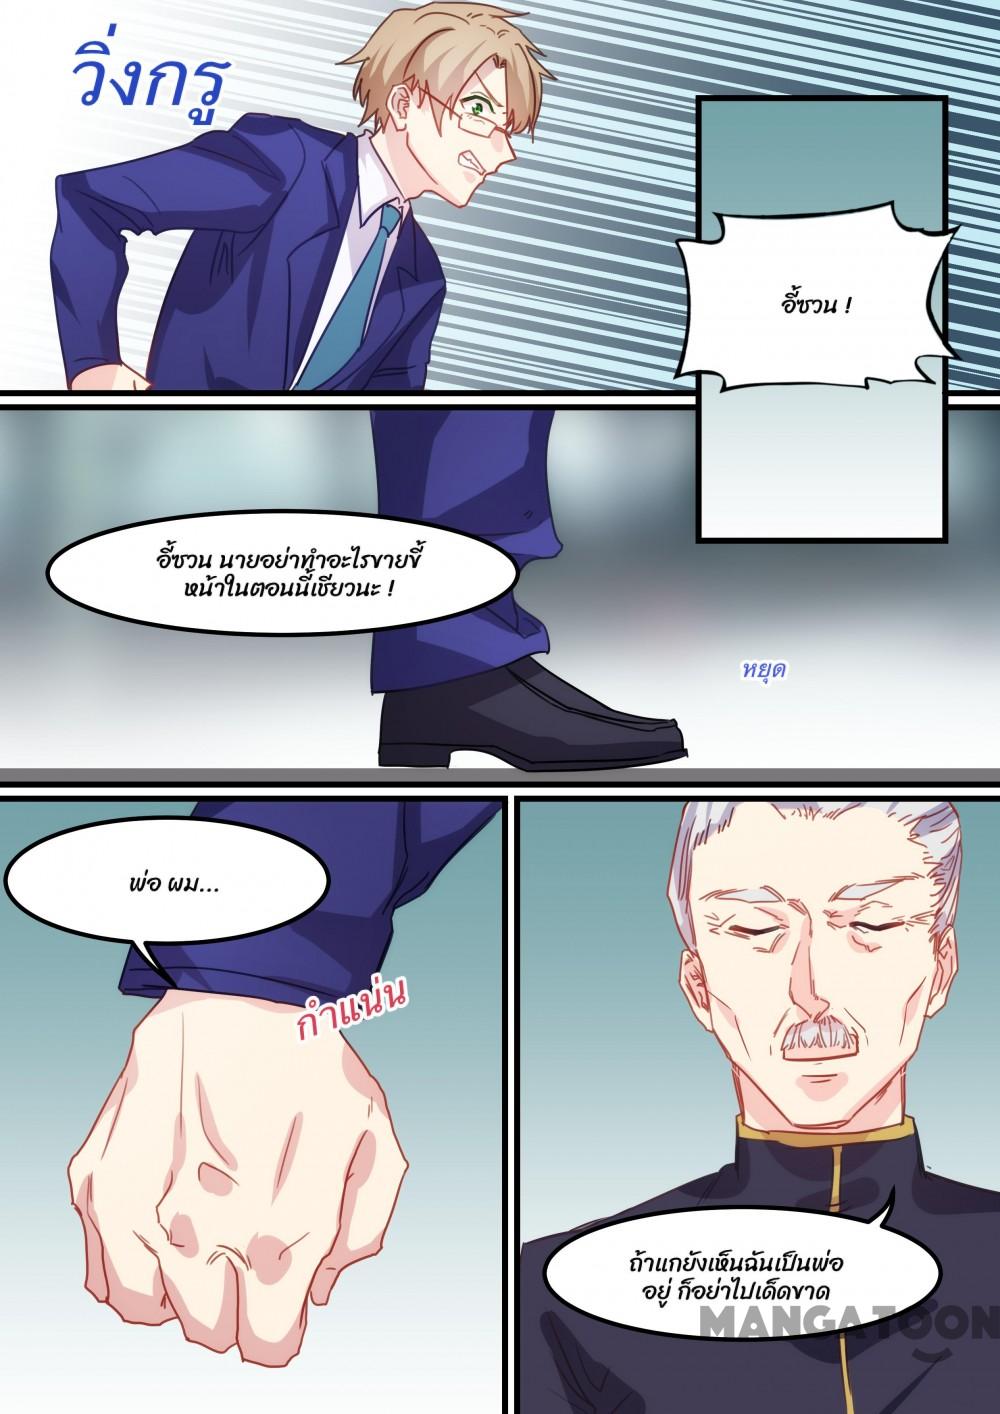 วิ่งกรู
อี้ซวน !
อี้ซวน นายอย่าทำอะไรขายขี้
หน้าในตอนนี้เชียวนะ !
หยุด
พ่อ ผม...
กำแน่น
ถ้าแกยังเห็นฉันเป็นพ่อ
อยู่ ก็อย่าไปเด็ดขาด
MANGATOON